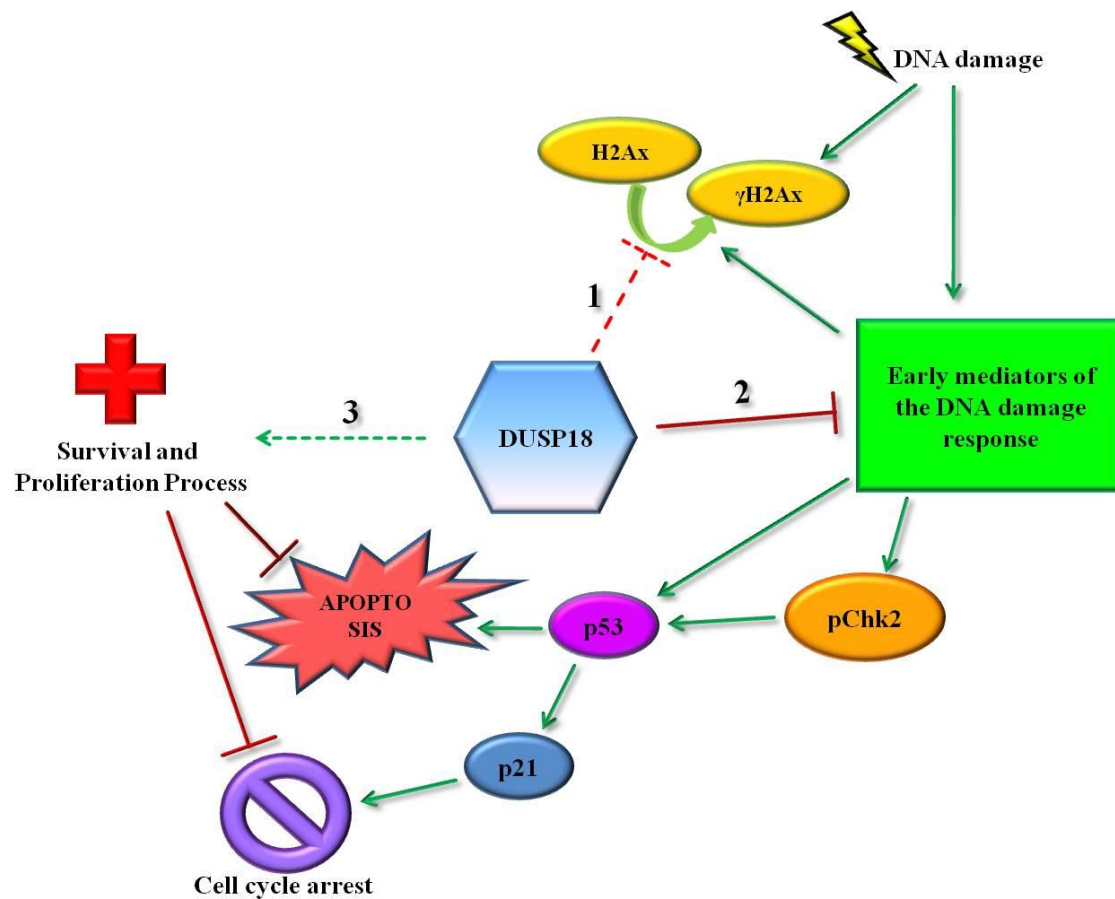 DNA damage
H2Ax
γH2Ax
1
Early mediators of
the DNA damage
response
2
3
DUSP18
Survival and
Proliferation Process
APOPTO
SIS
p53
pChk2
p21
Cell cycle arrest